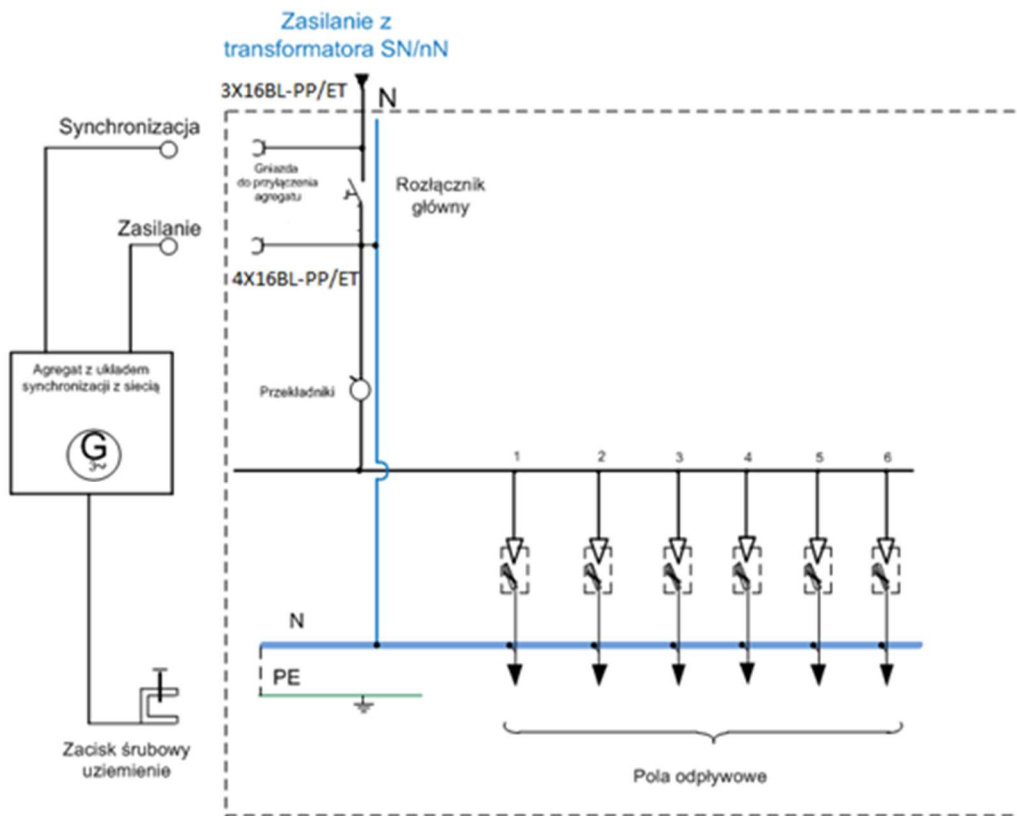 Zasilanie z
transformatora SN/nN
3X16BL-PP/ET
N
Synchronizacja
Gniazda
do przyłączenia
agregatu
Rozłącznik
główny
Zasilanie
4X16BL-PP/ET
Agregat z układem
synchronizacji z siecią
G
3~
Przekładniki
1 2 3 4 5 6
N
PE
Zacisk śrubowy
uziemienie
Pola odpływowe